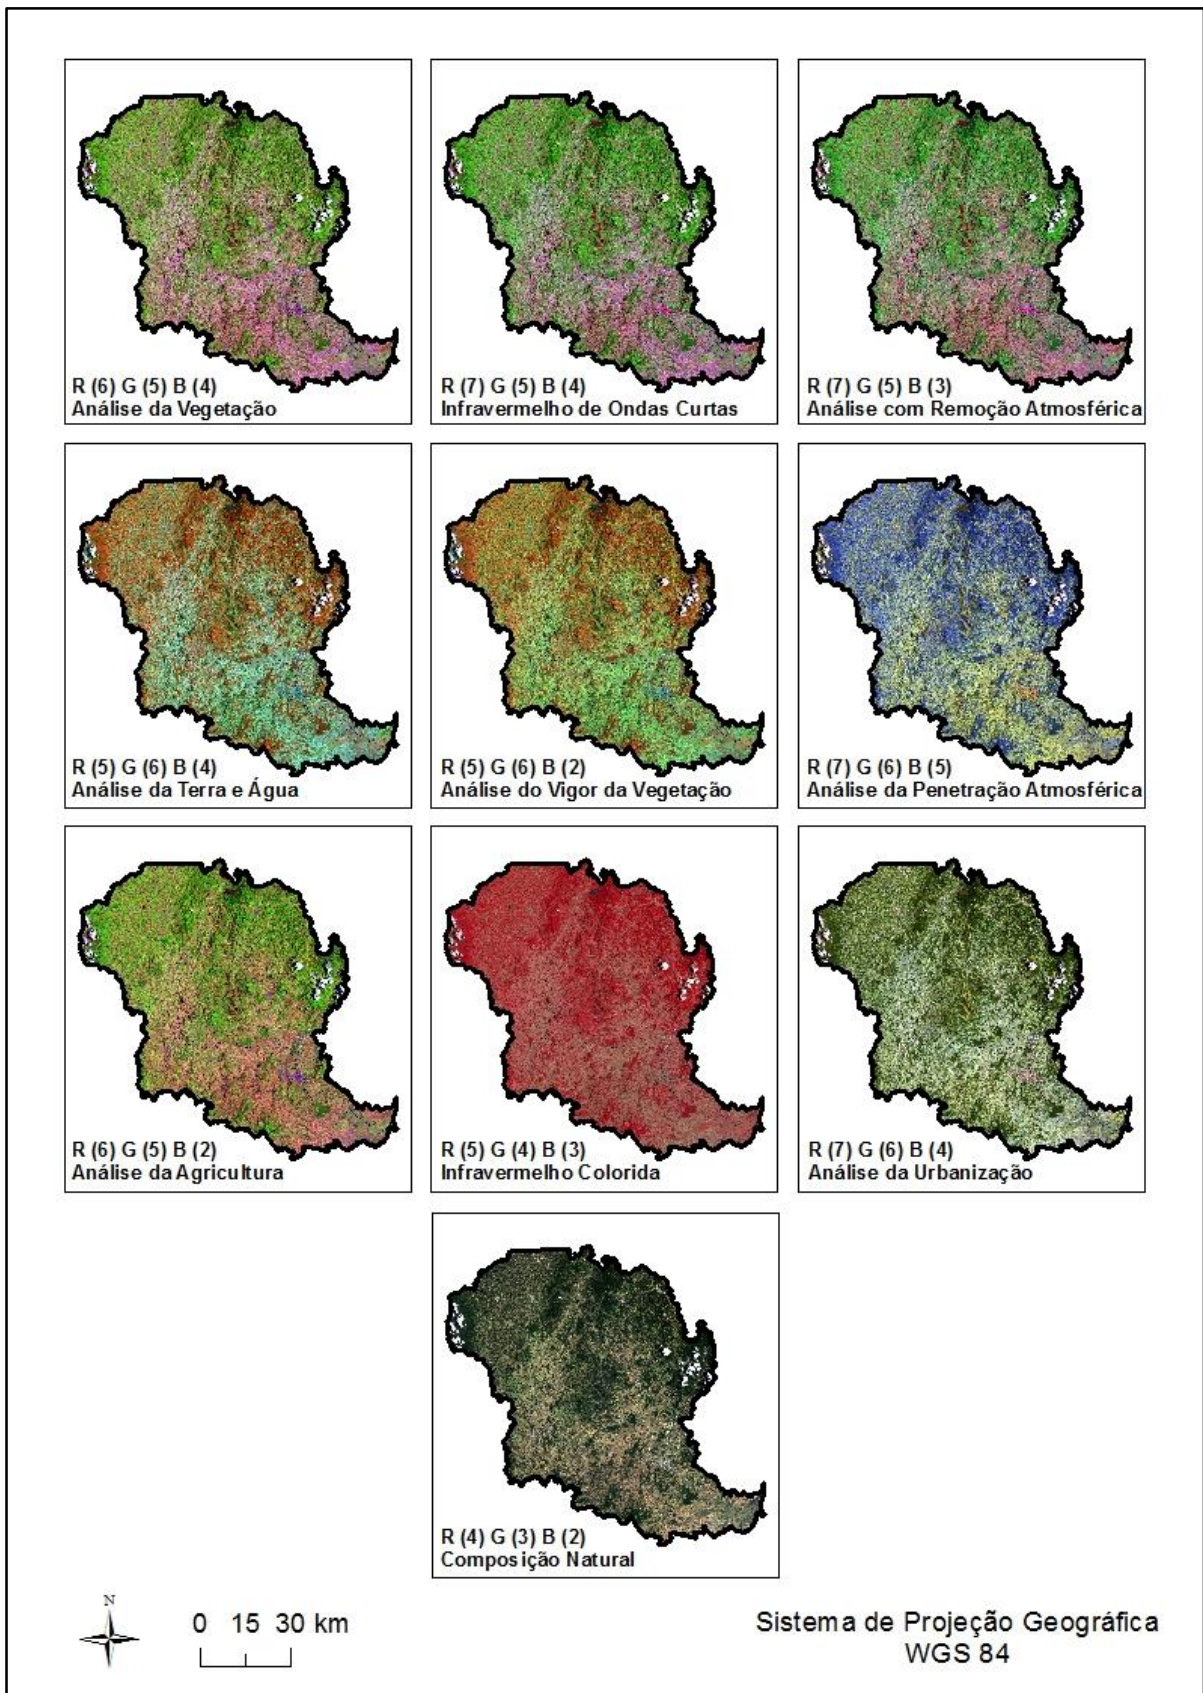 R (6) G (5) B (4)
Análise da Vegetação
R (7) G (5) B (4)
Infravermelho de Ondas Curtas
R (7) G (5) B (3)
Análise com Remoção Atmosférica
R (5) G (6) B (4)
Análise da Terra e Água
R (5) G (6) B (2)
Análise do Vigor da Vegetação
R (7) G (6) B (5)
Análise da Penetração Atmosférica
R (6) G (5) B (2)
Análise da Agricultura
R (5) G (4) B (3)
Infravermelho Colorida
R (7) G (6) B (4)
Análise da Urbanização
R (4) G (3) B (2)
Composição Natural
N
0 15 30 km
Sistema de Projeção Geográfica
WGS 84